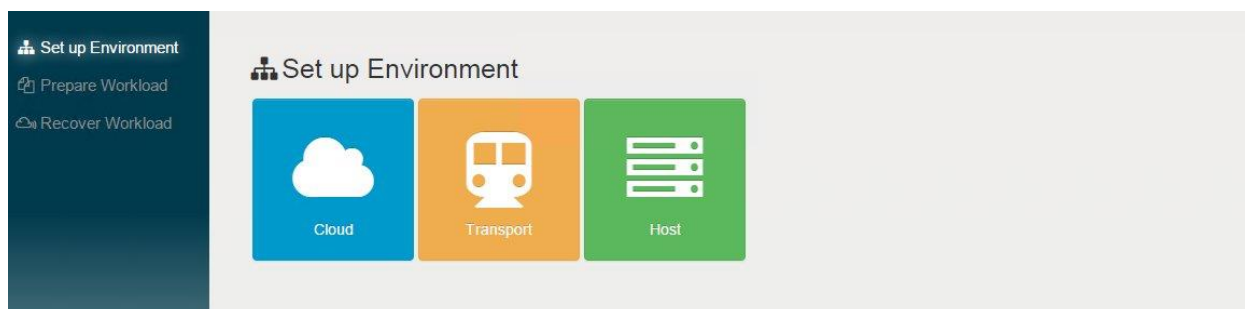 Set up Environment
Prepare Workload
Recover Workload
Set up Environment
Cloud
Transport
Host